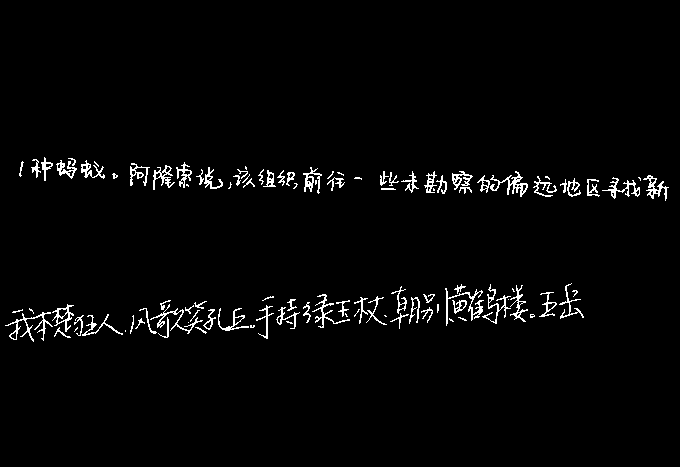 1种蚂蚁。阿隆索说,该组织前往一些未勘察的偏远地区寻找新
我本楚狂人.风歌笑孔丘.手持绿玉杖.朝别黄鹤楼。五岳